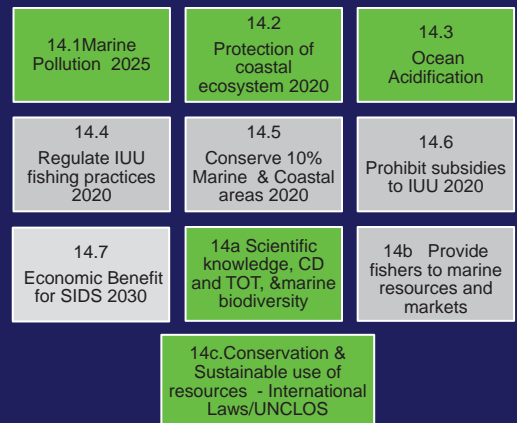 14.1Marine
Pollution 2025
14.2
Protection of
coastal
ecosystem 2020
14.3
Ocean
Acidification
14.4
Regulate IUU
fishing practices
2020
14.5
Conserve 10%
Marine & Coastal
areas 2020
14.6
Prohibit subsidies
to IUU 2020
14.7
Economic Benefit
for SIDS 2030
14a Scientific
knowledge, CD
and TOT, &marine
biodiversity
14b Provide
fishers to marine
resources and
markets
14c.Conservation &
Sustainable use of
resources - International
Laws/UNCLOS